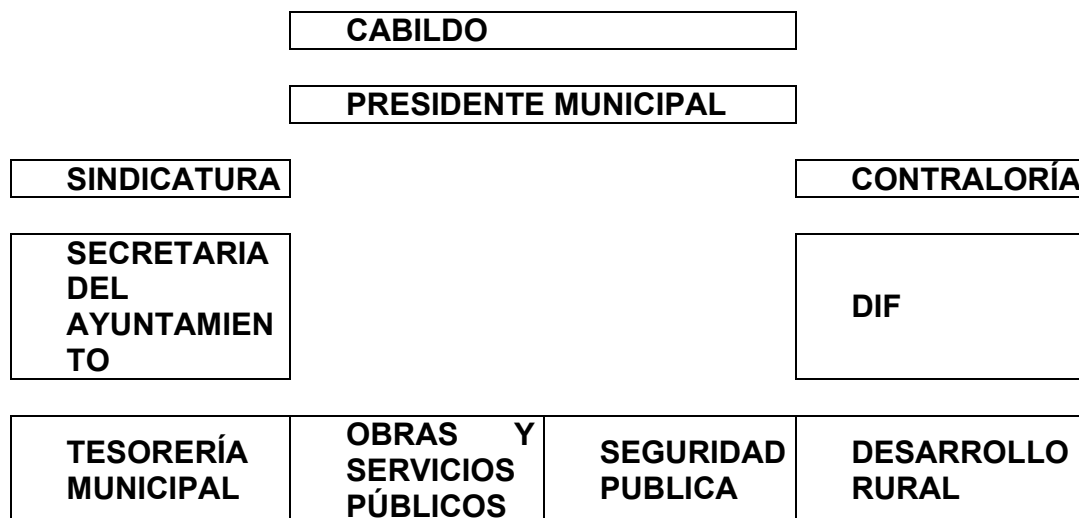 CABILDO
PRESIDENTE MUNICIPAL
SINDICATURA
CONTRALORÍA
SECRETARIA
DEL
AYUNTAMIEN
TO
DIF
TESORERÍA
MUNICIPAL
OBRAS Y
SERVICIOS
PÚBLICOS
SEGURIDAD
PUBLICA
DESARROLLO
RURAL